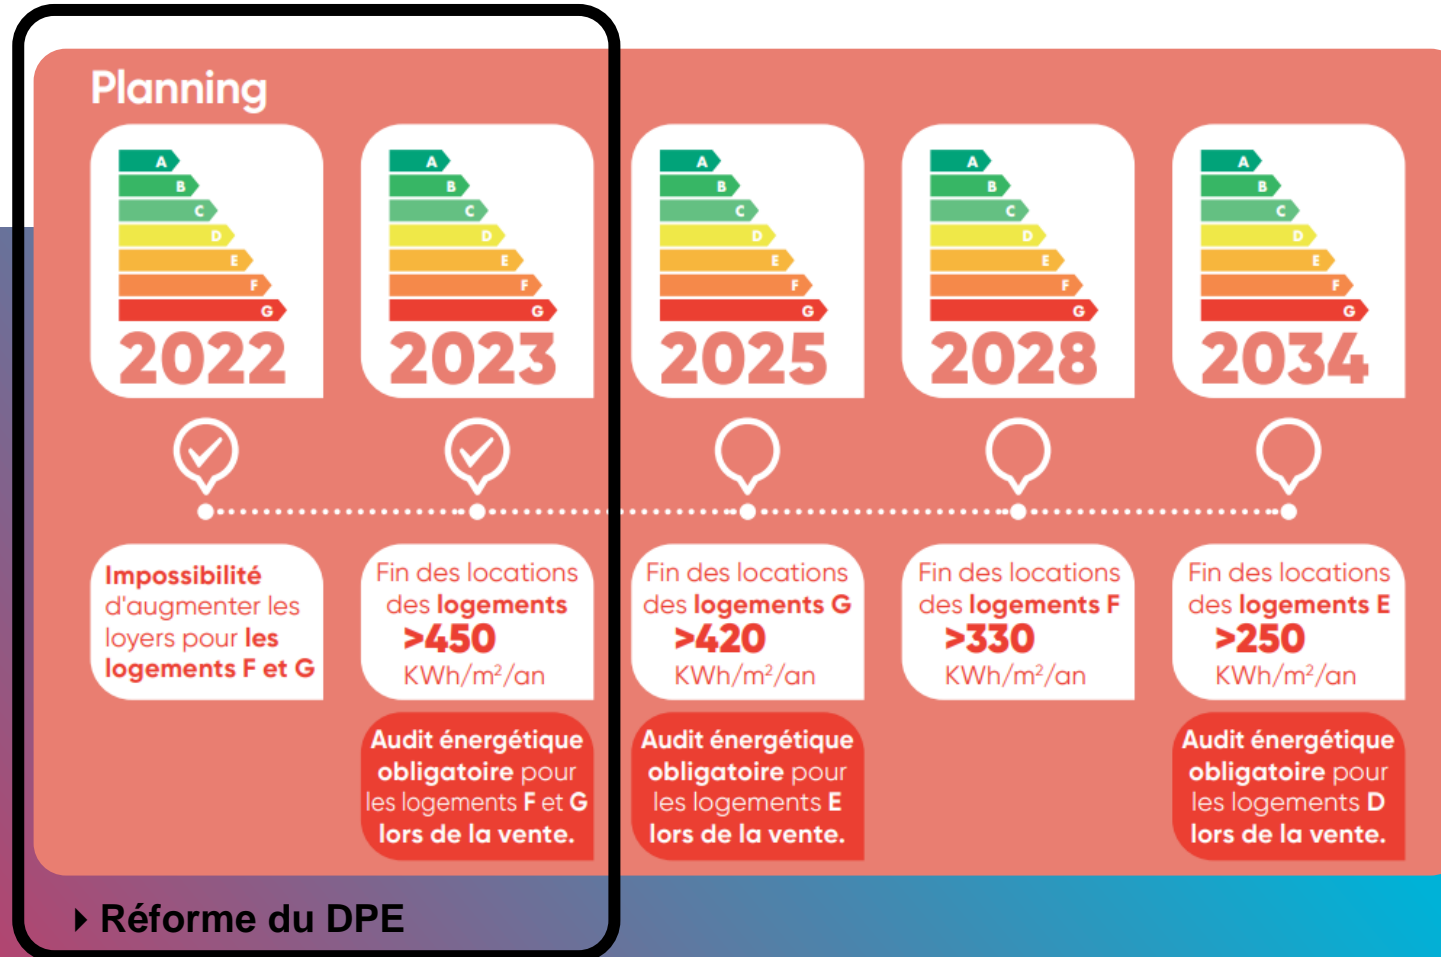 Planning
A
B
C
D
E
F
G
2022
A
B
C
D
E
F
G
2023
A
B
C
D
E
F
G
2025
A
B
C
D
E
F
G
2028
A
B
C
D
E
F
G
2034
Impossibilité
d'augmenter les
loyers pour les
logements F et G
Fin des locations
des logements
>450
KWh/m²/an
Audit énergétique
obligatoire pour
les logements F et G
lors de la vente.
Fin des locations
des logements G
>420
KWh/m²/an
Audit énergétique
obligatoire pour
les logements E
lors de la vente.
Fin des locations
des logements F
>330
KWh/m²/an
Fin des locations
des logements E
>250
KWh/m²/an
Audit énergétique
obligatoire pour
les logements D
lors de la vente.
Réforme du DPE